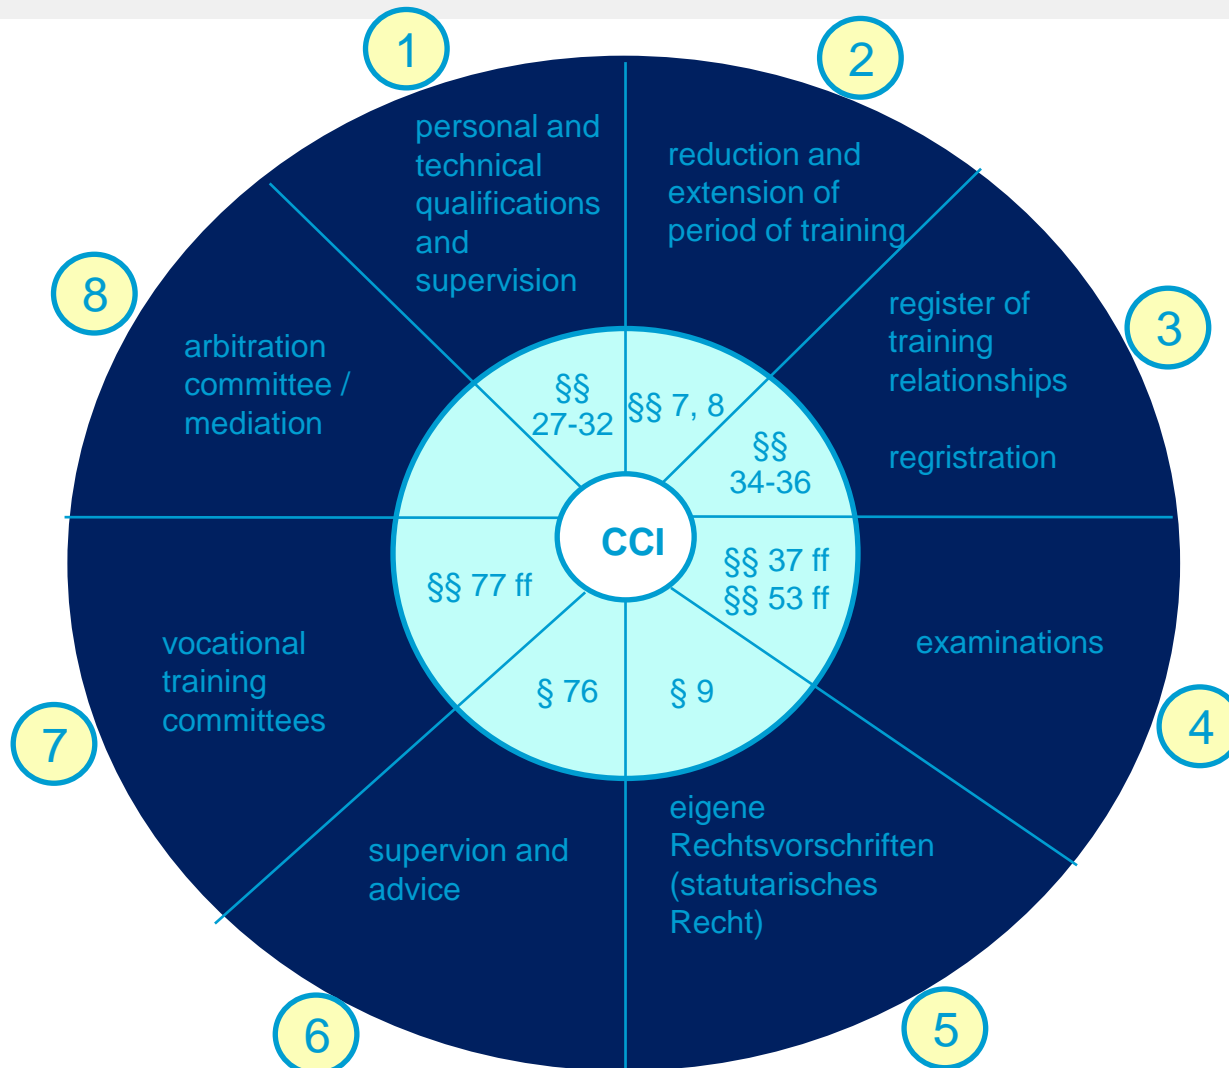 1
personal and
technical
qualifications
and
supervision
§§
27-32
2
reduction and
extension of
period of training
§§ 7, 8
3
register of
training
relationships
regristration
§§
34-36
4
examinations
§§ 37 ff
§§ 53 ff
5
eigene
Rechtsvorschriften
(statutarisches
Recht)
§ 9
6
supervion and
advice
§ 76
7
vocational
training
committees
§§ 77 ff
8
arbitration
committee /
mediation
CCI